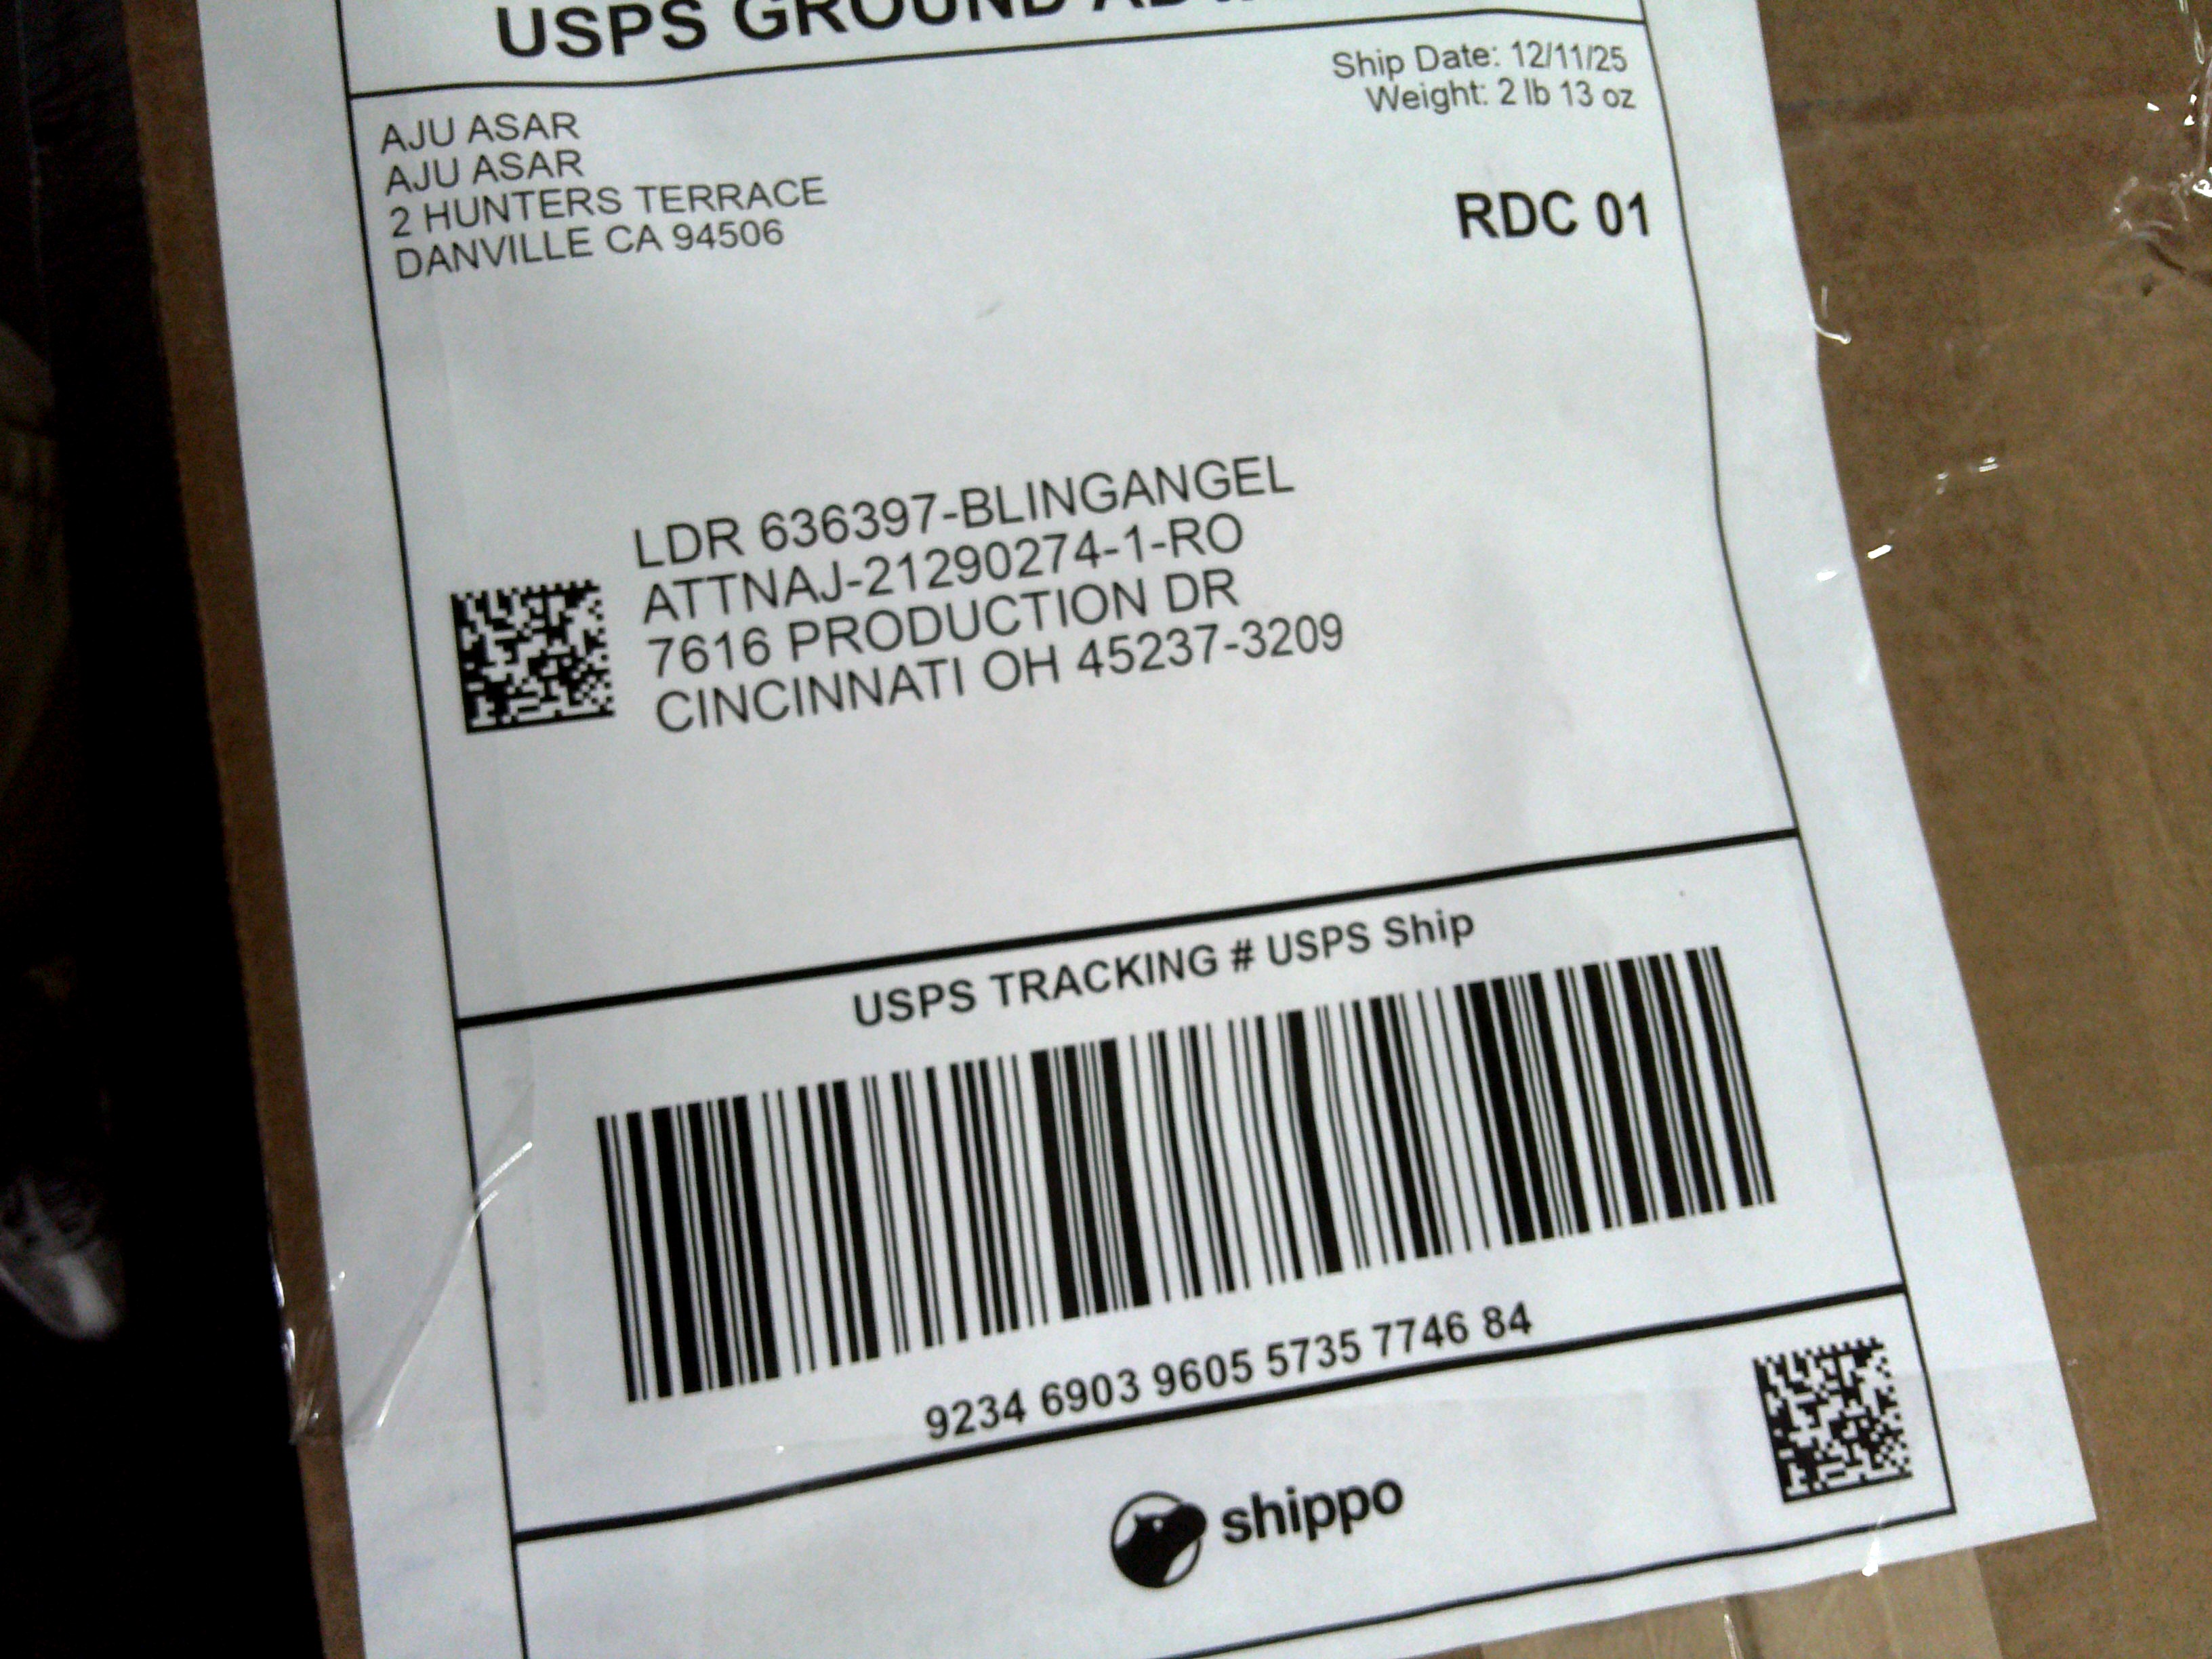 USPS GROUND
Ship Date: 12/11/25
Weight: 2 lb 13 oz
AJU ASAR
AJU ASAR
2 HUNTERS TERRACE
DANVILLE CA 94506
RDC 01
LDR 636397-BLINGANGEL
ATTNAJ-21290274-1-RO
7616 PRODUCTION DR
CINCINNATI OH 45237-3209
USPS TRACKING # USPS Ship
9234 6903 9605 5735 7746 84
shippo